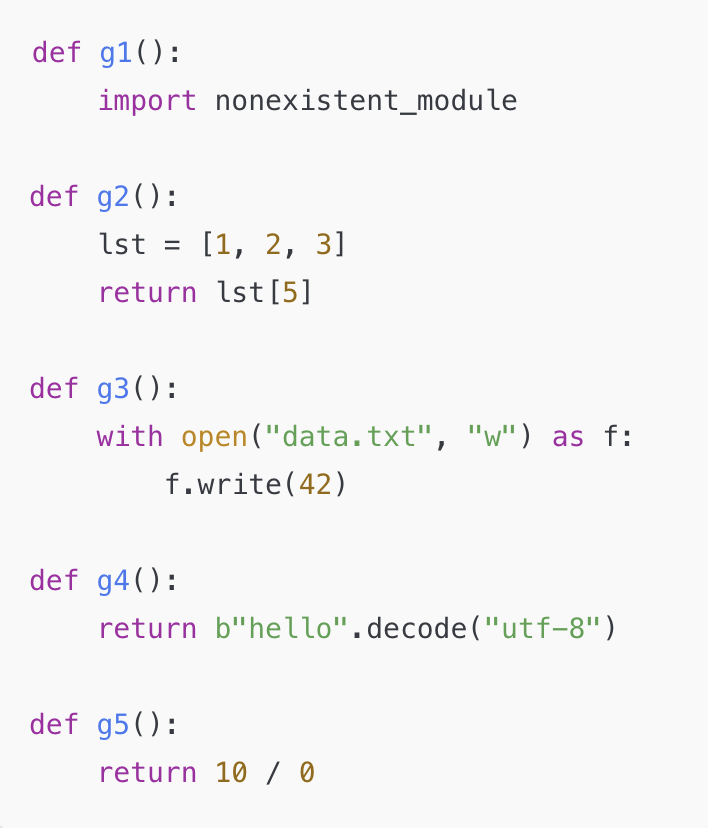 def g1():
    import nonexistent_module

def g2():
    lst = [1, 2, 3]
    return lst[5]

def g3():
    with open("data.txt", "w") as f:
        f.write(42)

def g4():
    return b"hello".decode("utf-8")

def g5():
    return 10 / 0